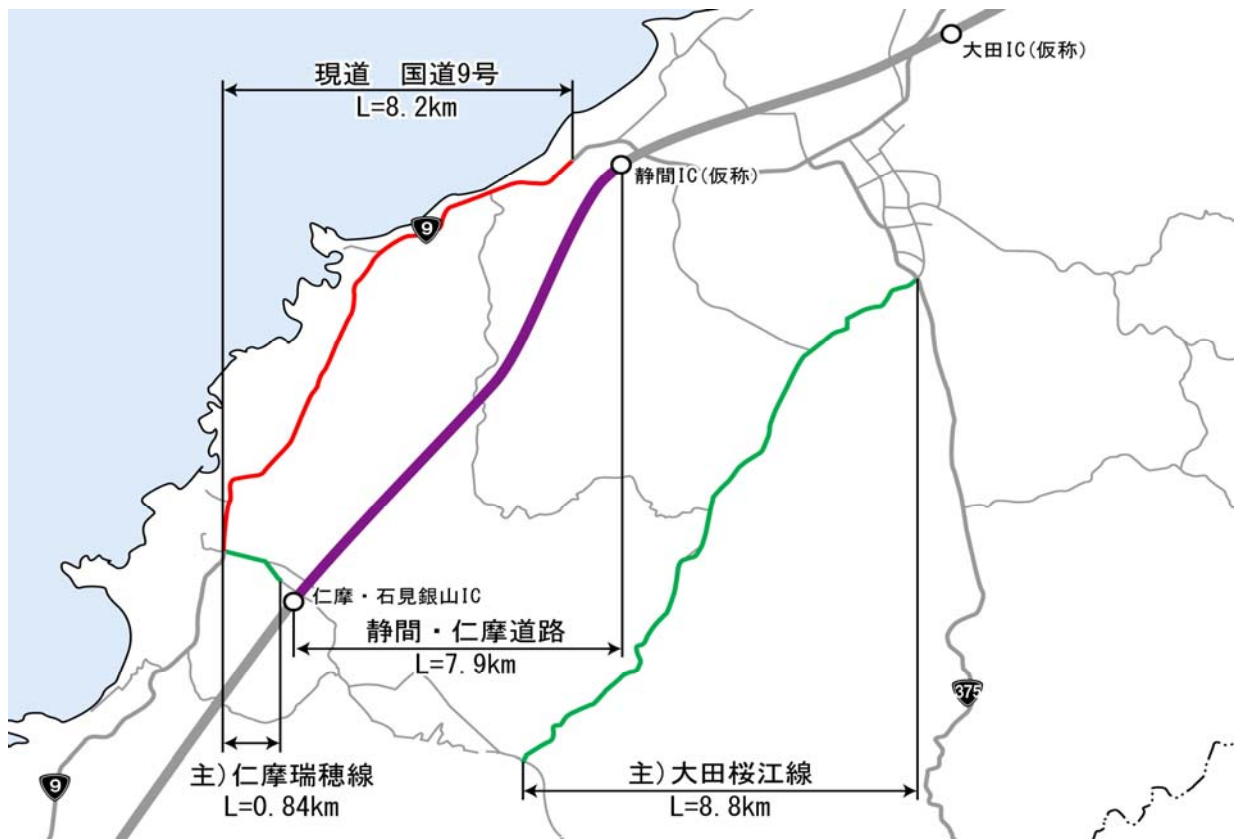 大田IC(仮称)
現道　国道9号
L=8.2km
静間IC(仮称)
9
仁摩・石見銀山IC
静間・仁摩道路
L=7.9km
375
9
主)仁摩瑞穂線
L=0.84km
主)大田桜江線
L=8.8km